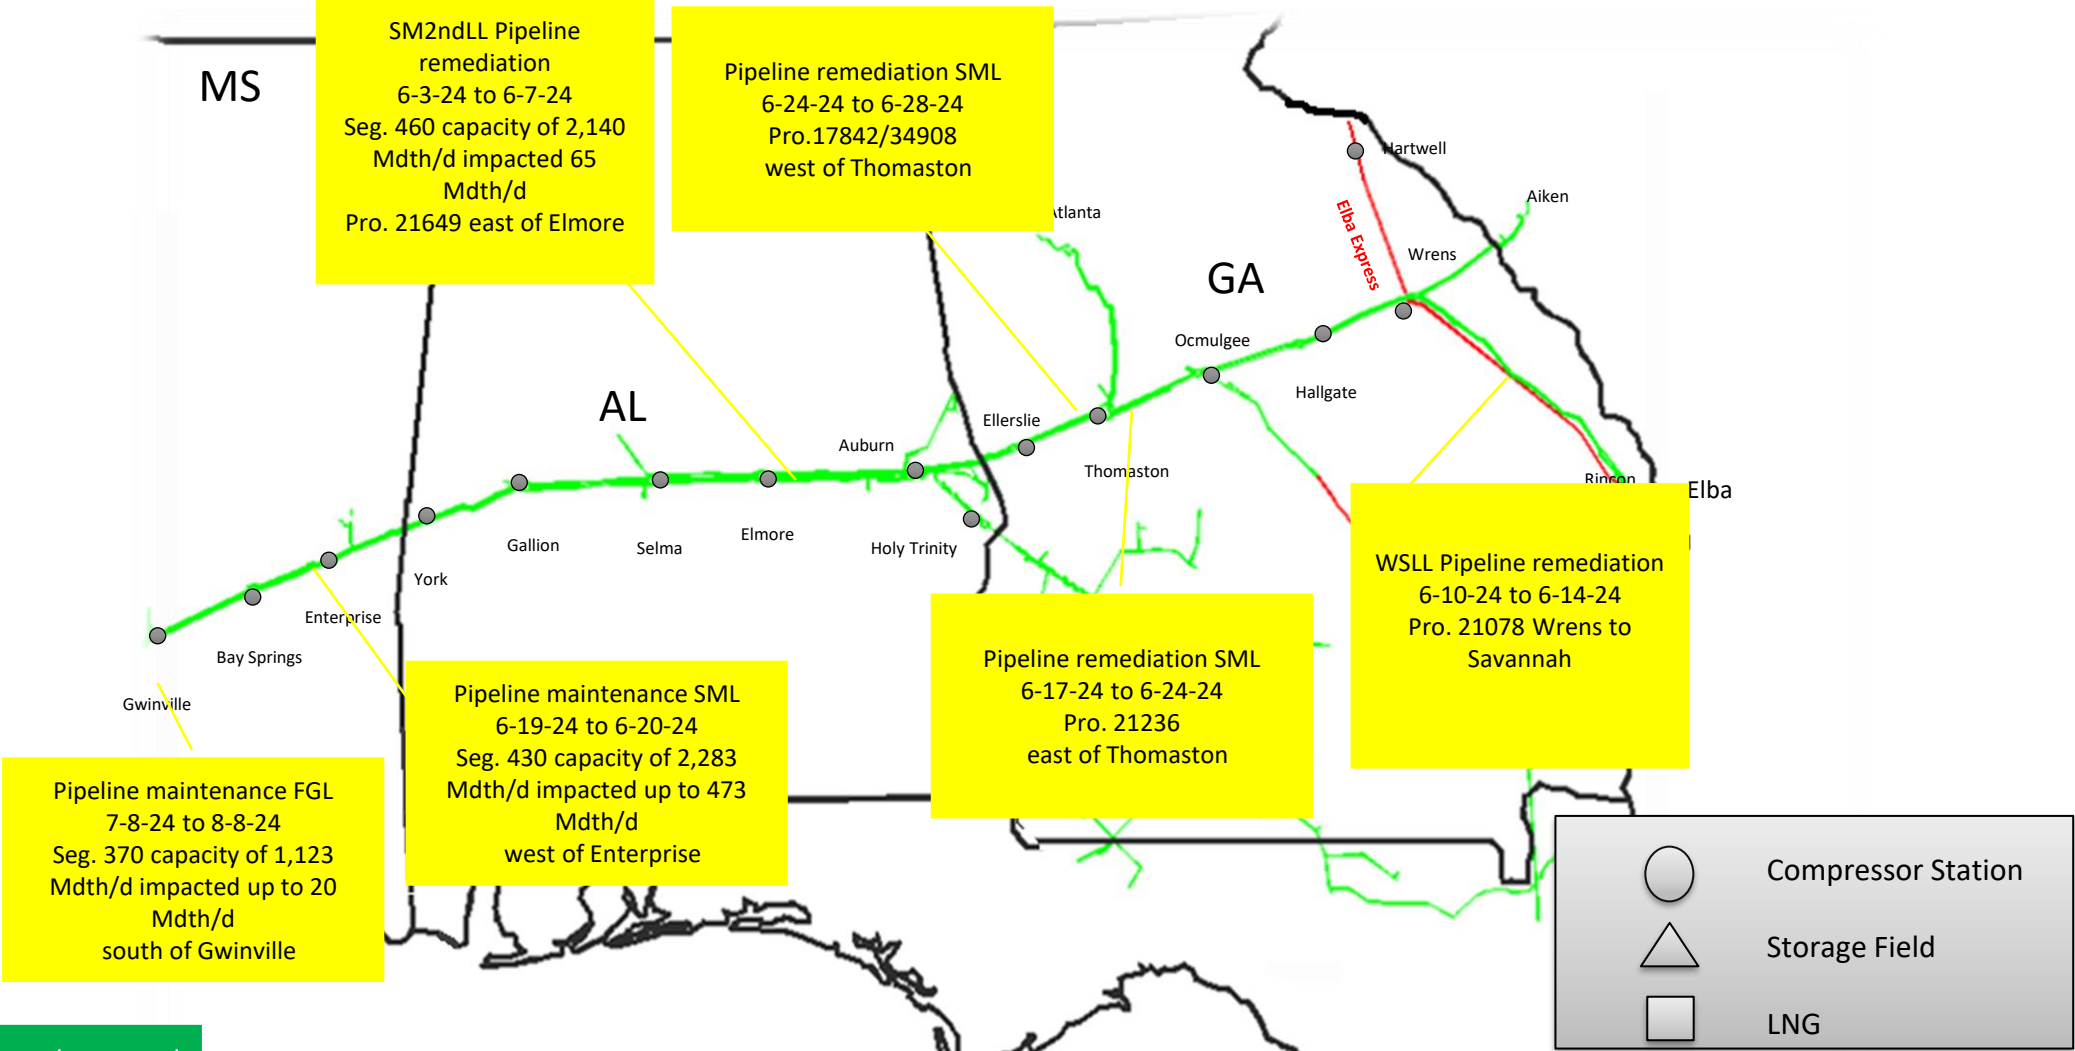 SM2ndLL Pipeline
remediation
6-3-24 to 6-7-24
Seg. 460 capacity of 2,140
Mdth/d impacted 65
Mdth/d
Pro. 21649 east of Elmore
Pipeline remediation SML
6-24-24 to 6-28-24
Pro.17842/34908
west of Thomaston
MS
Hartwell
Aiken
Atlanta
Elba Express
Wrens
GA
Ocmulgee
Hallgate
AL
Ellerslie
Auburn
Thomaston
Rincon
Elba
Elmore
Gallion
Selma
Holy Trinity
York
Enterprise
Bay Springs
Gwinville
WSLL Pipeline remediation
6-10-24 to 6-14-24
Pro. 21078 Wrens to
Savannah
Pipeline remediation SML
6-17-24 to 6-24-24
Pro. 21236
east of Thomaston
Pipeline maintenance SML
6-19-24 to 6-20-24
Seg. 430 capacity of 2,283
Mdth/d impacted up to 473
Mdth/d
west of Enterprise
Pipeline maintenance FGL
7-8-24 to 8-8-24
Seg. 370 capacity of 1,123
Mdth/d impacted up to 20
Mdth/d
south of Gwinville
Compressor Station
Storage Field
LNG